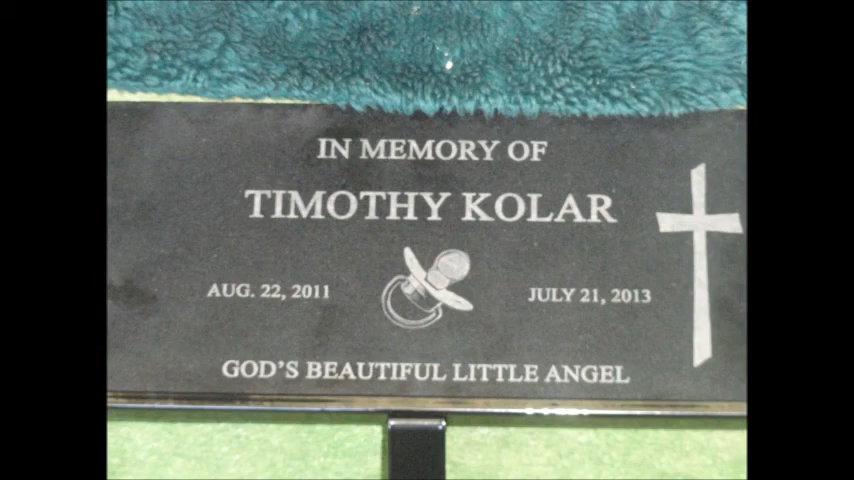 IN MEMORY OF
TIMOTHY KOLAR
AUG. 22, 2011 JULY 21, 2013
GOD'S BEAUTIFUL LITTLE ANGEL